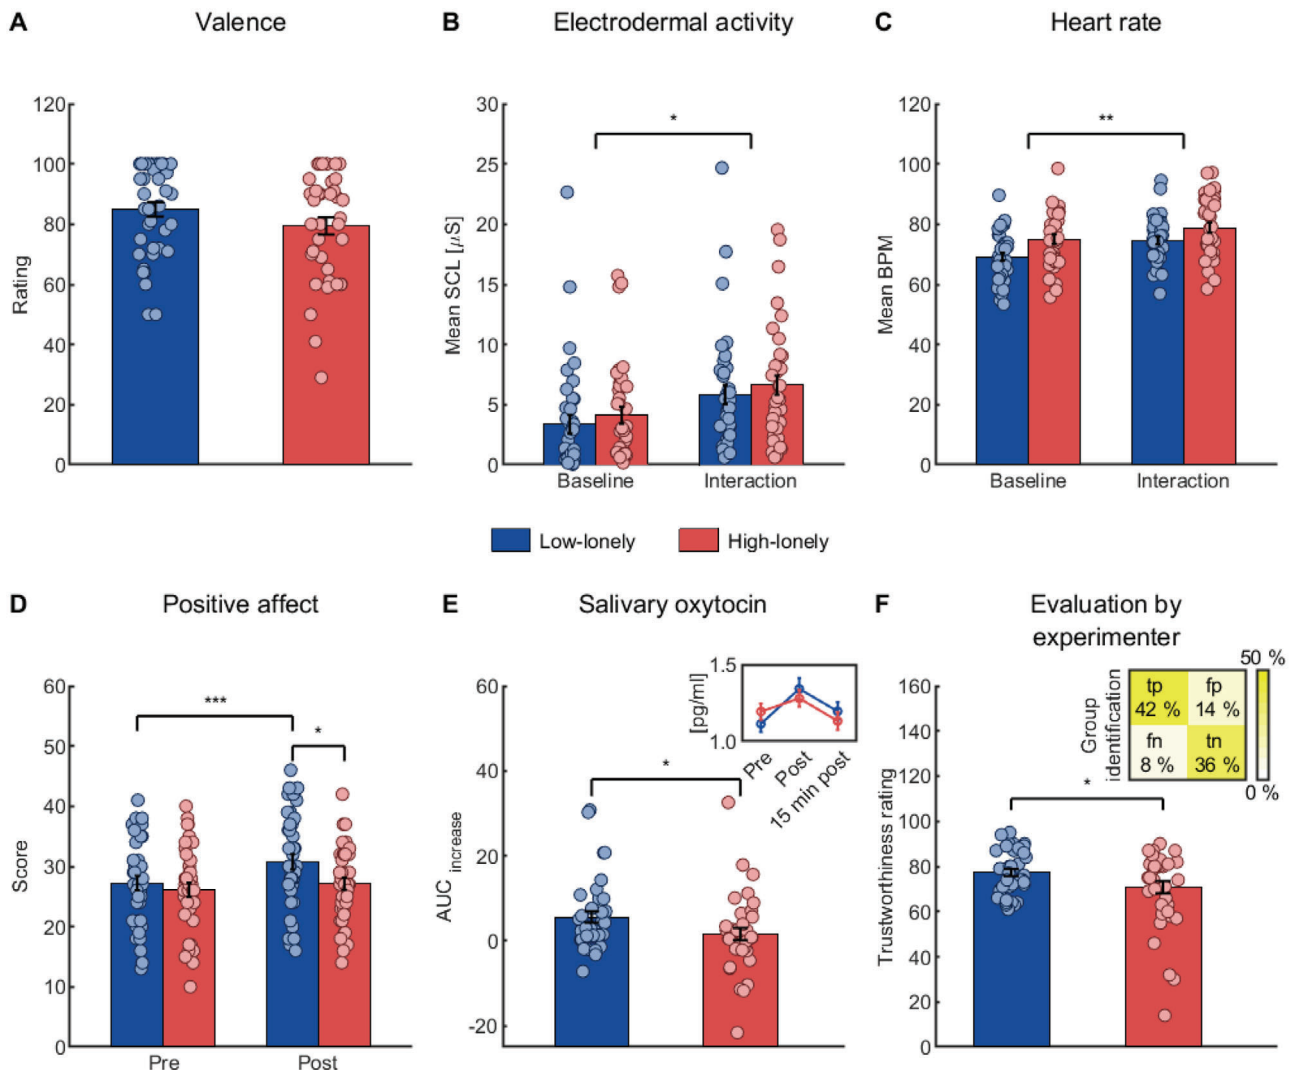 A Valence
B Electrodermal activity
C Heart rate
120
100
80
60
40
20
0
Rating
30
25
20
15
10
5
0
Mean SCL [µS]
*
Baseline Interaction
120
100
80
60
40
20
0
Mean BPM
**
Baseline Interaction
Low-lonely High-lonely
D Positive affect
E Salivary oxytocin
F Evaluation by
experimenter
60
50
40
30
20
10
0
Score
***
*
Pre Post
60
40
20
0
-20
AUC increase
*
1.5
1.0
[pg/ml]
Pre
Post
15 min post
160
140
120
100
80
60
40
20
0
Trustworthiness rating
*
Group
identification
tp fp
42 % 14 %
fn tn
8 % 36 %
50 %
0 %